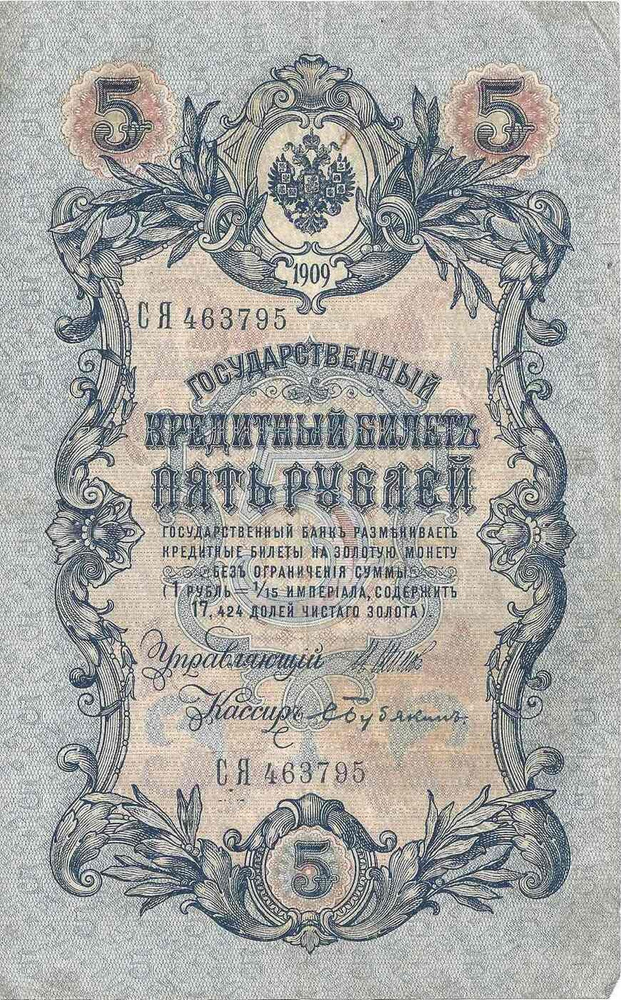 5 5
1909
СЯ 463795
ГОСУДАРСТВЕННЫЙ
КРЕДИТНЫЙ БИЛЕТЪ
ПЯТЬ РУБЛЕЙ
ГОСУДАРСТВЕННЫЙ БАНКЪ РАЗМѢНИВАЕТЪ
КРЕДИТНЫЕ БИЛЕТЫ НА ЗОЛОТУЮ МОНЕТУ
БЕЗЪ ОГРАНИЧЕНІЯ СУММЫ
(1 РУБЛЬ = 1/15 ИМПЕРІАЛА, СОДЕРЖИТЪ
17,424 ДОЛЕЙ ЧИСТАГО ЗОЛОТА).
Управляющій
Кассиръ С Бубякинъ.
СЯ 463795
5